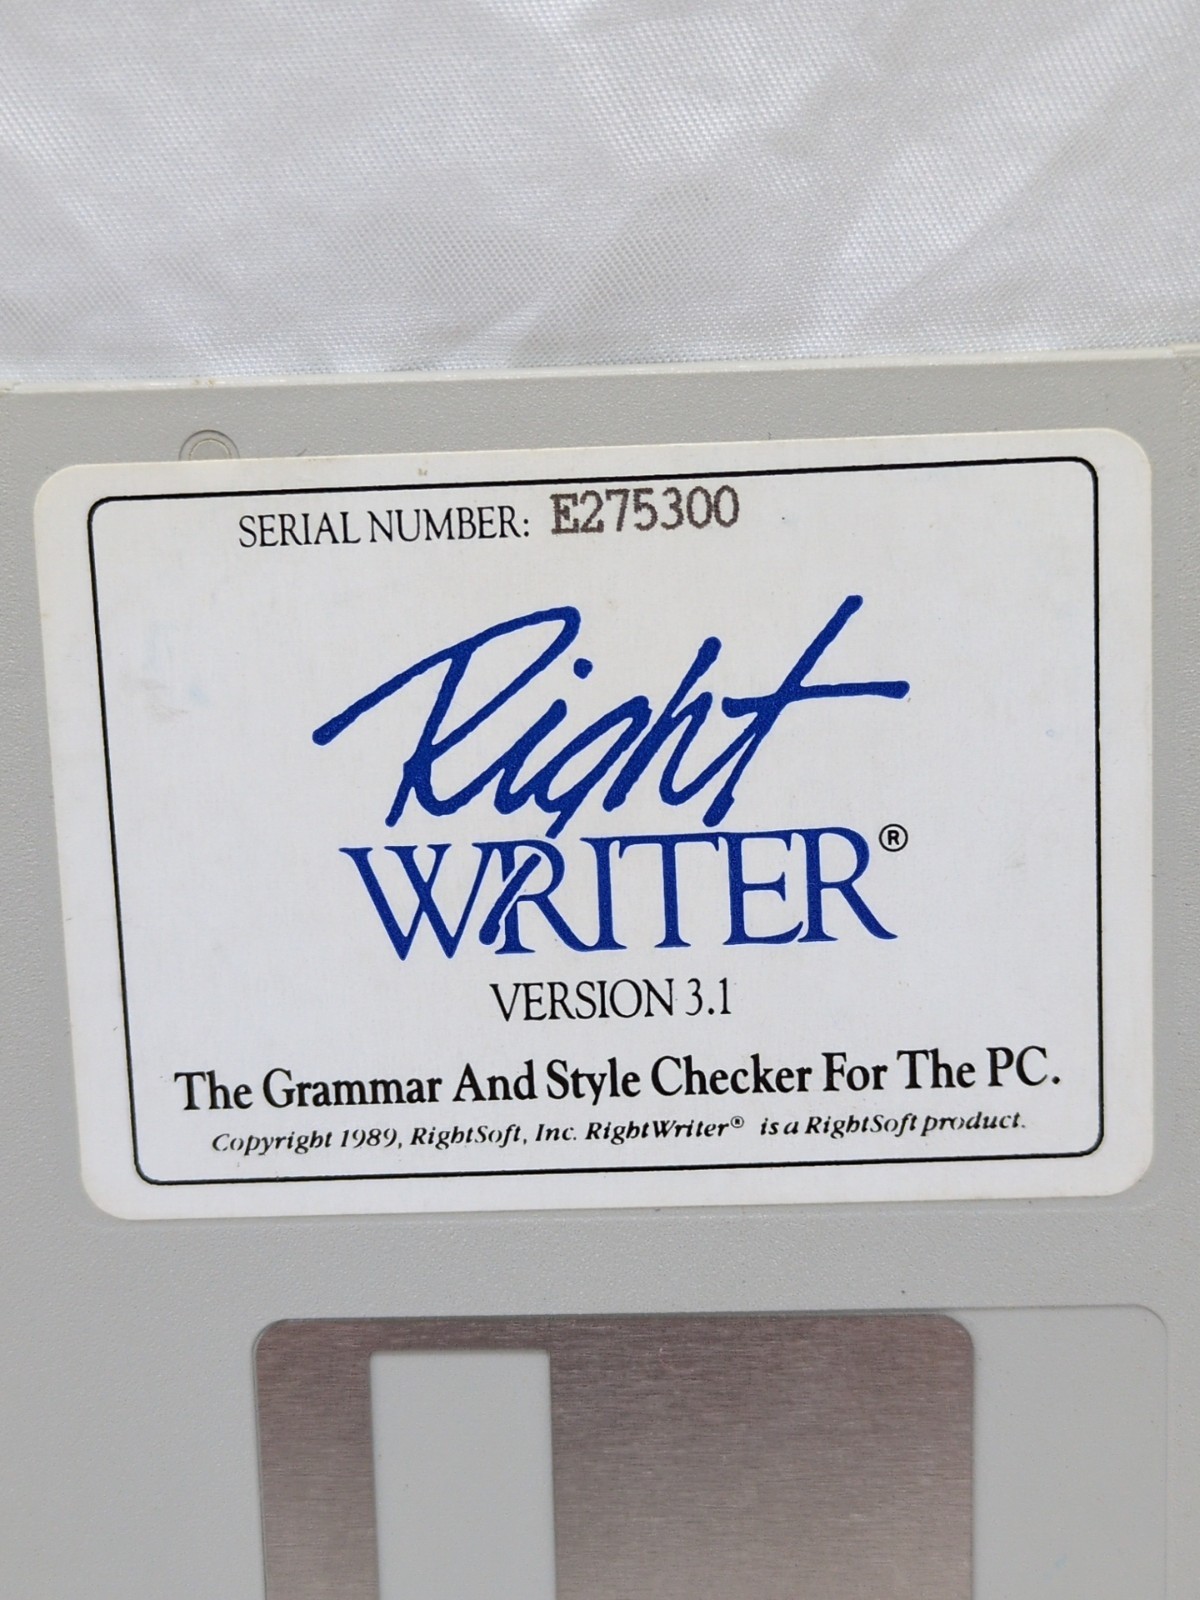 SERIAL NUMBER: E275300
Right
WRITER®
VERSION 3.1
The Grammar And Style Checker For The PC.
Copyright 1989, RightSoft, Inc. RightWriter® is a RightSoft product.